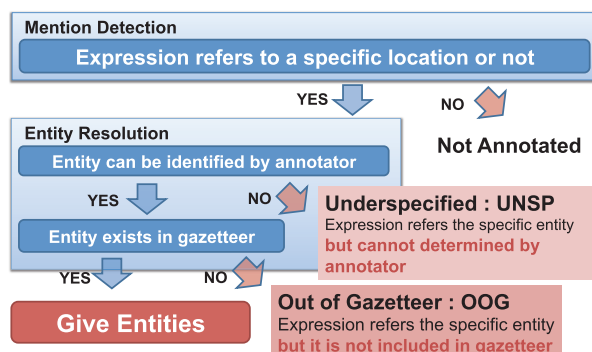 Mention Detection
Expression refers to a specific location or not
YES
NO
Not Annotated
Entity Resolution
Entity can be identified by annotator
YES
NO
Underspecified : UNSP
Expression refers the specific entity
but cannot determined by
annotator
Entity exists in gazetteer
YES
NO
Give Entities
Out of Gazetteer : OOG
Expression refers the specific entity
but it is not included in gazetteer